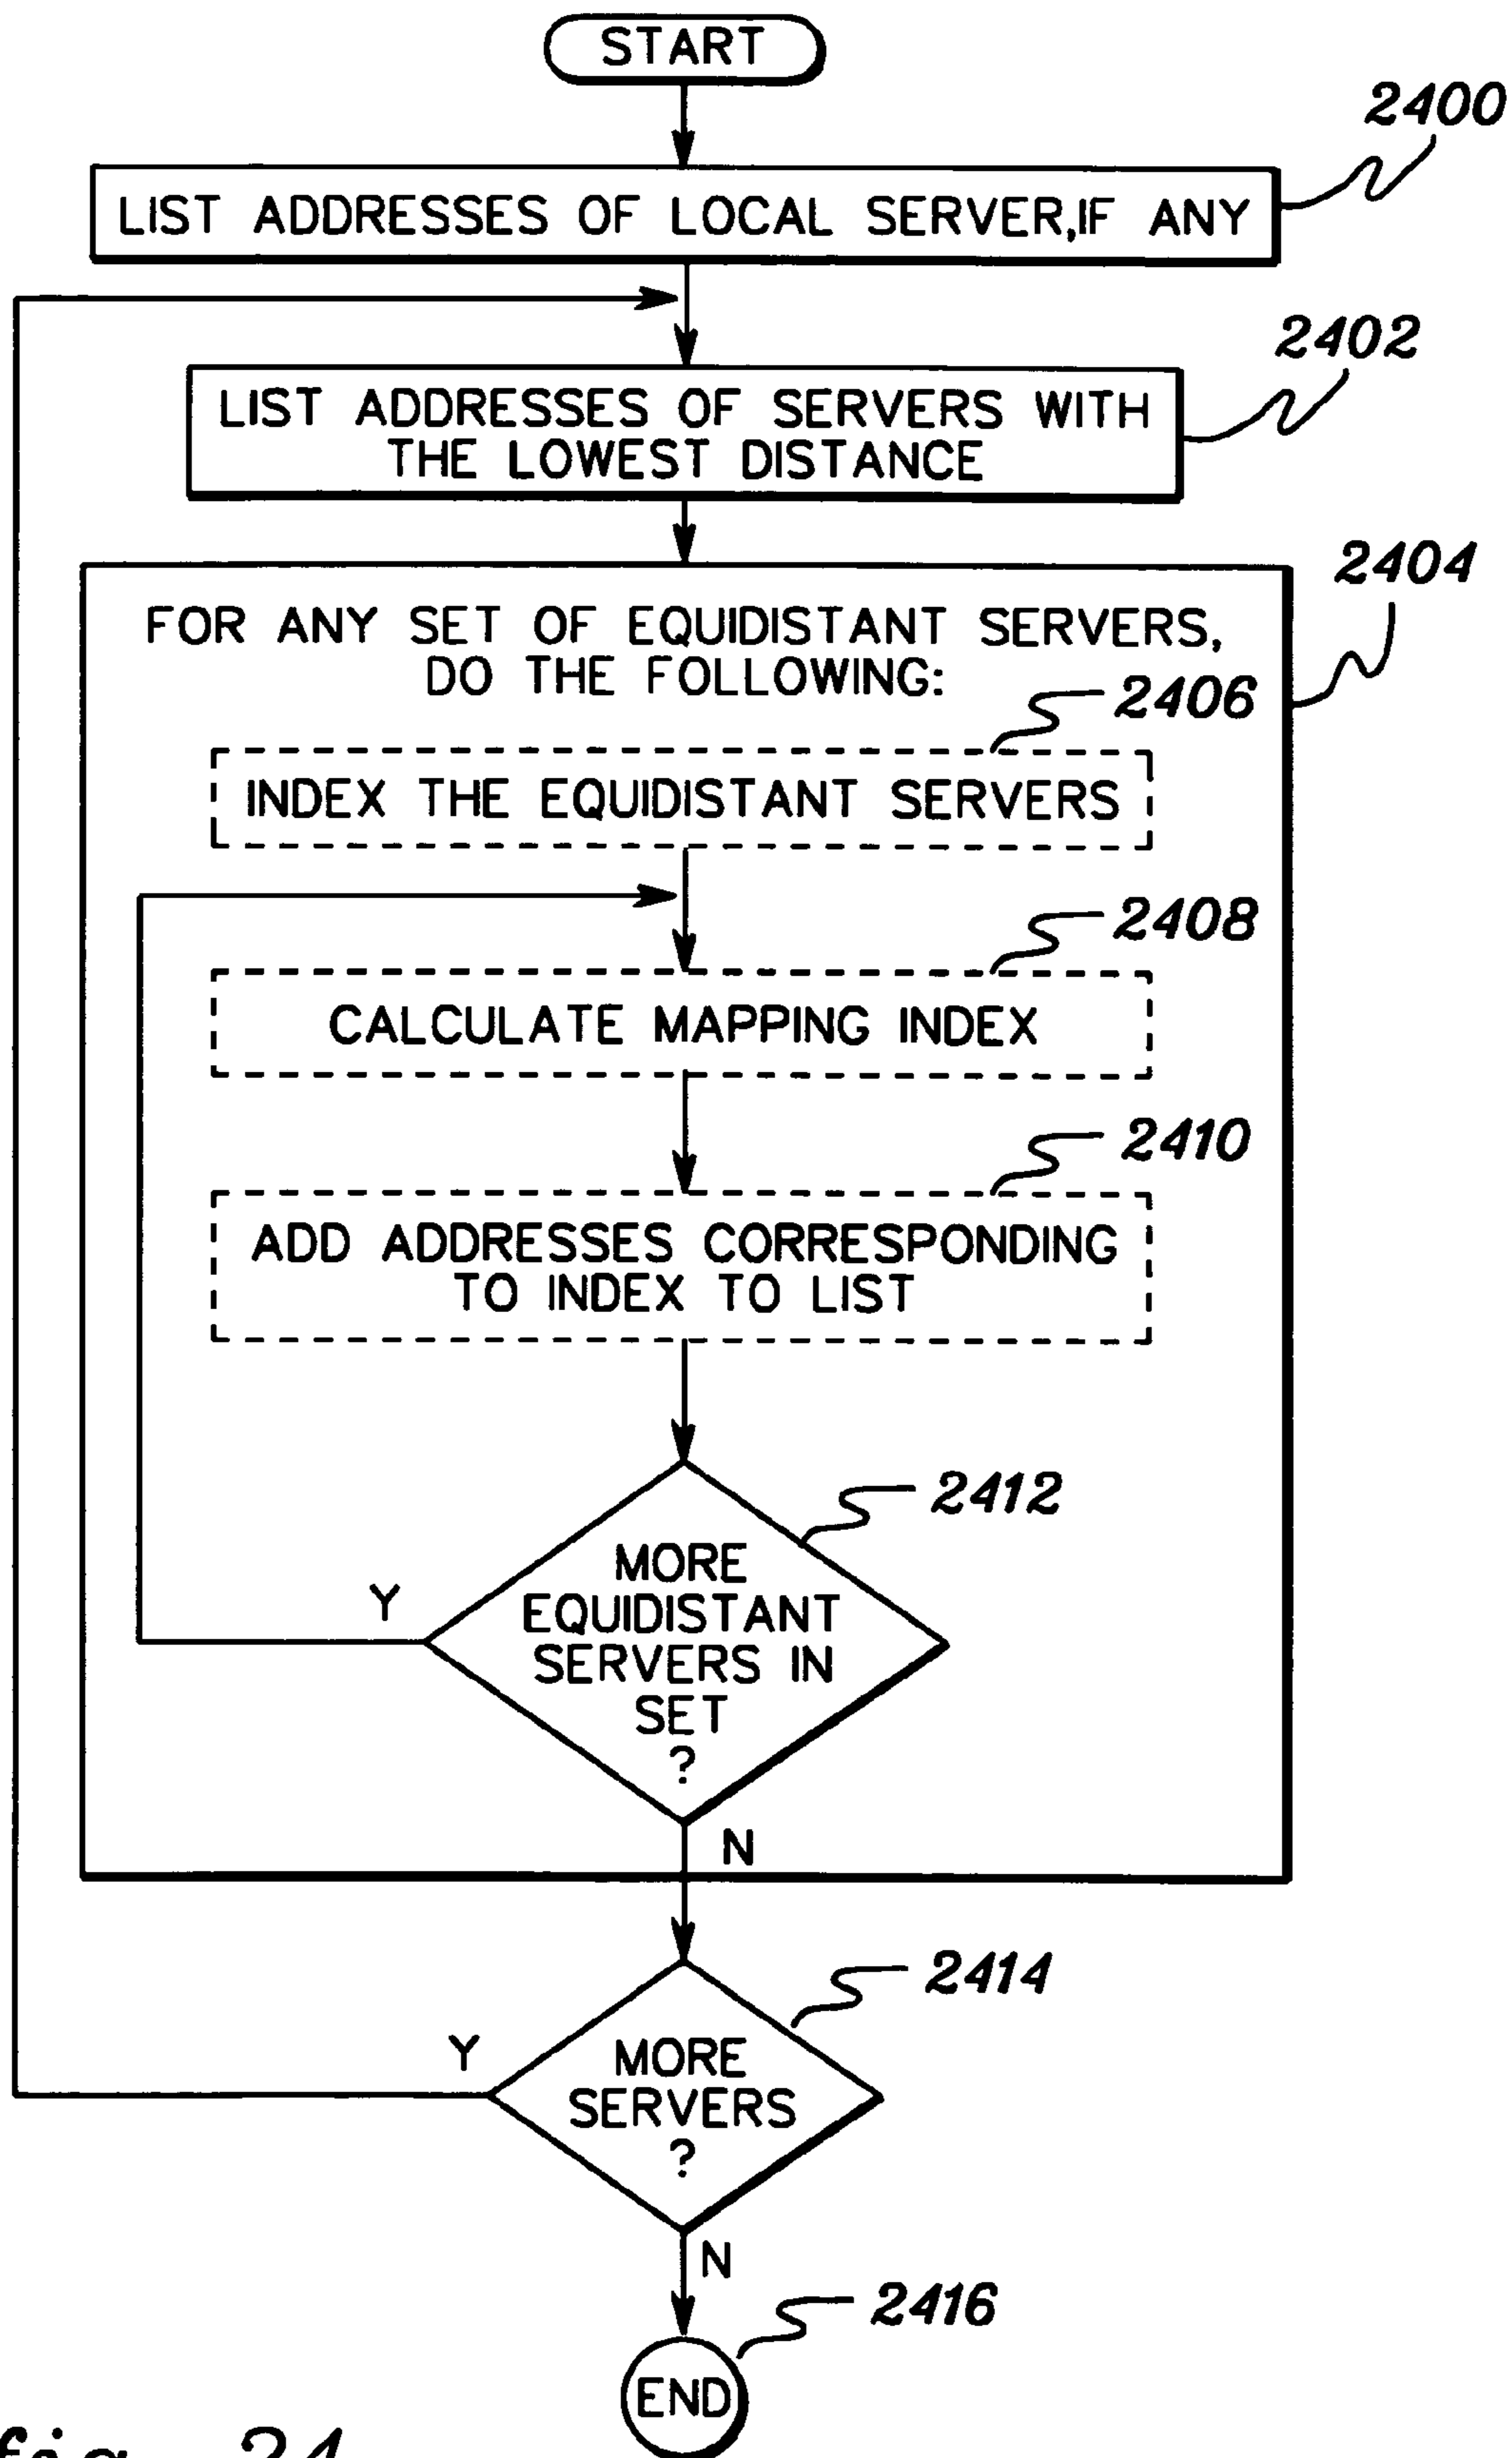 START
2400
LIST ADDRESSES OF LOCAL SERVER,IF ANY
2402
LIST ADDRESSES OF SERVERS WITH
THE LOWEST DISTANCE
2404
FOR ANY SET OF EQUIDISTANT SERVERS,
DO THE FOLLOWING:
2406
INDEX THE EQUIDISTANT SERVERS
2408
CALCULATE MAPPING INDEX
2410
ADD ADDRESSES CORRESPONDING
TO INDEX TO LIST
2412
MORE
EQUIDISTANT
SERVERS IN
SET
?
Y
N
2414
MORE
SERVERS
?
Y
N
2416
END
fig. 24